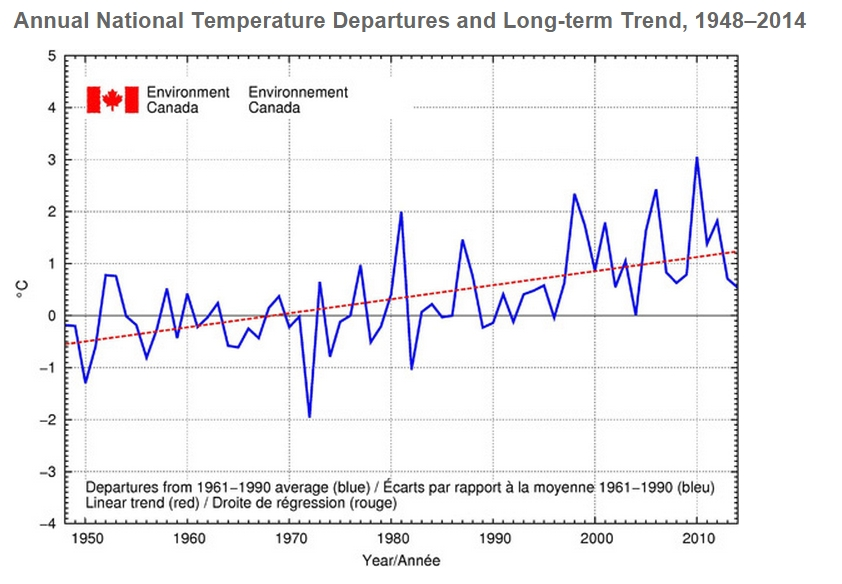 Annual National Temperature Departures and Long-term Trend, 1948–2014
5
Environment Environnement
Canada Canada
4
3
2
1
°C
0
−1
−2
−3
Departures from 1961−1990 average (blue) / Écarts par rapport à la moyenne 1961−1990 (bleu)
Linear trend (red) / Droite de régression (rouge)
−4
1950 1960 1970 1980 1990 2000 2010
Year/Année